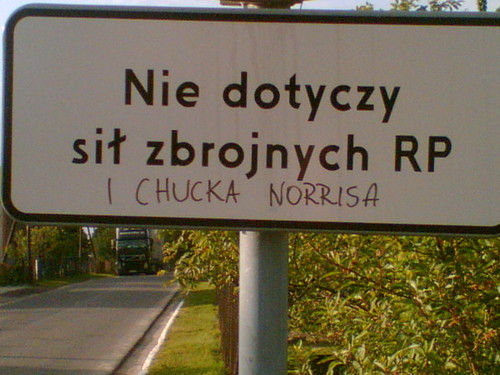 Nie dotyczy
sił zbrojnych RP
I CHUCKA NORRISA